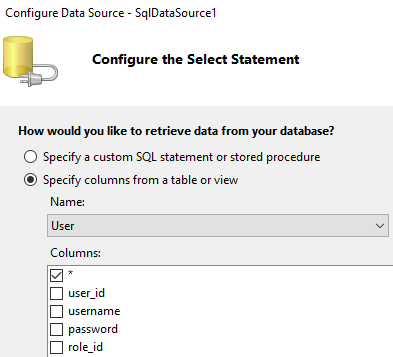 Configure Data Source - SqlDataSource1
Configure the Select Statement
How would you like to retrieve data from your database?
Specify a custom SQL statement or stored procedure
Specify columns from a table or view
Name:
User
Columns:
*
user_id
username
password
role_id